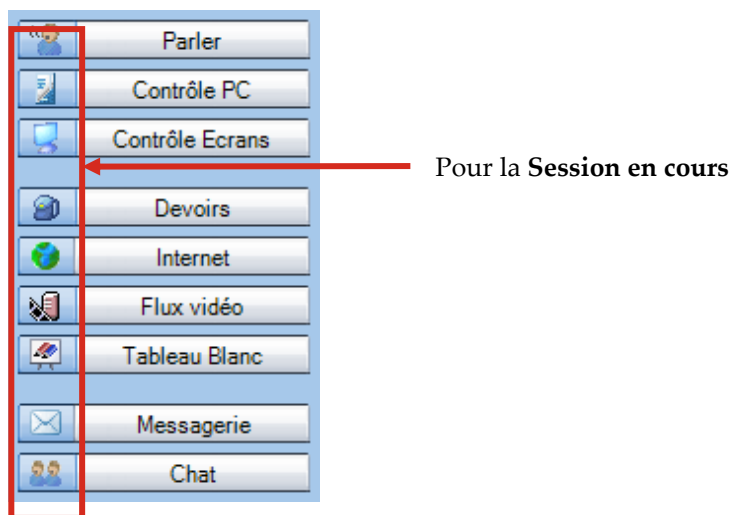 Parler
Contrôle PC
Contrôle Ecrans
Pour la Session en cours
Devoirs
Internet
Flux vidéo
Tableau Blanc
Messagerie
Chat